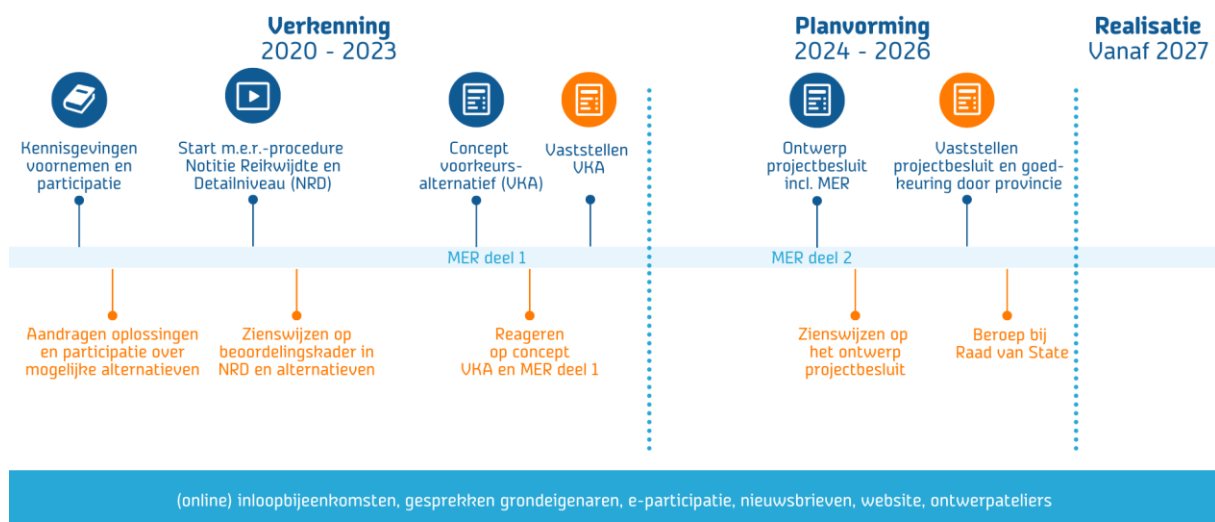 Verkenning
2020 - 2023
Planvorming
2024 - 2026
Realisatie
Vanaf 2027
Kennisgevingen
voornemen en
participatie
Start m.e.r.-procedure
Notitie Reikwijdte en
Detailniveau (NRD)
Concept
voorkeurs-
alternatief (VKA)
Vaststellen
VKA
Ontwerp
projectbesluit
incl. MER
Vaststellen
projectbesluit en goed-
keuring door provincie
MER deel 1
MER deel 2
Aandragen oplossingen
en participatie over
mogelijke alternatieven
Zienswijzen op
beoordelingskader in
NRD en alternatieven
Reageren
op concept
VKA en MER deel 1
Zienswijzen op
het ontwerp
projectbesluit
Beroep bij
Raad van State
(online) inloopbijeenkomsten, gesprekken grondeigenaren, e-participatie, nieuwsbrieven, website, ontwerpateliers